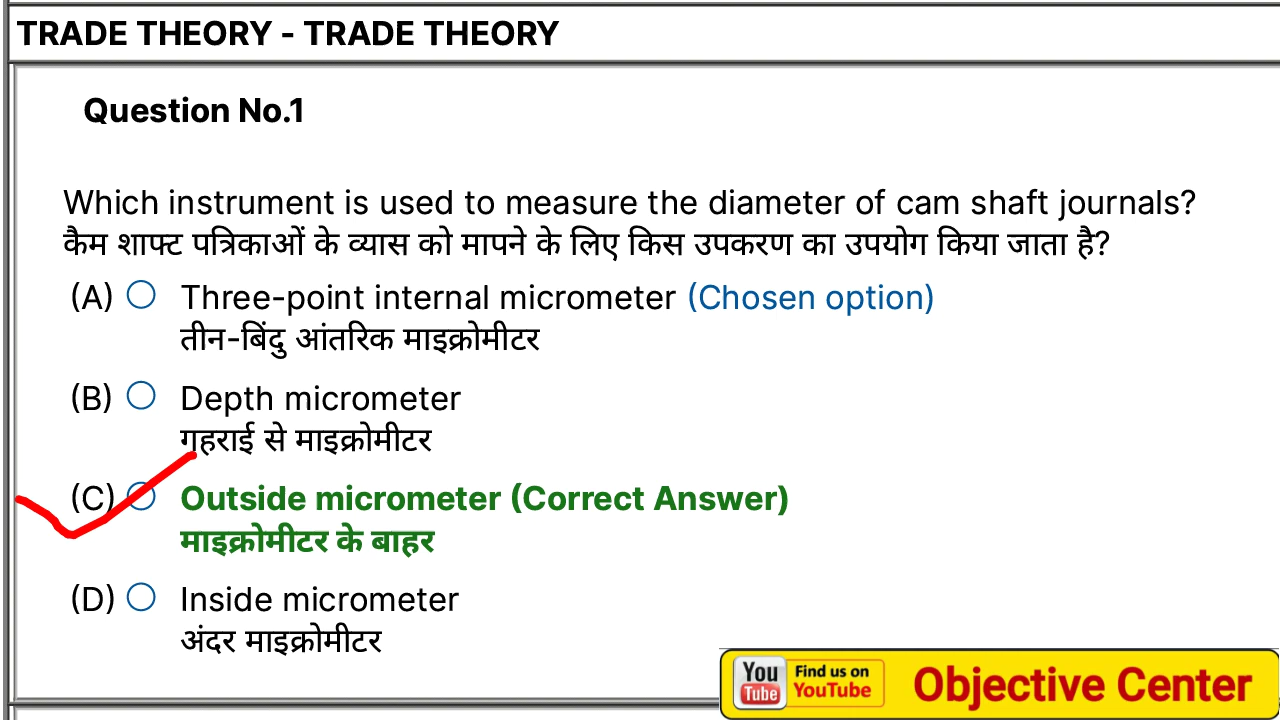 TRADE THEORY - TRADE THEORY
Question No.1
Which instrument is used to measure the diameter of cam shaft journals?
कैम शाफ्ट पत्रिकाओं के व्यास को मापने के लिए किस उपकरण का उपयोग किया जाता है?
(A) Three-point internal micrometer (Chosen option)
तीन-बिंदु आंतरिक माइक्रोमीटर
(B) Depth micrometer
गहराई से माइक्रोमीटर
(C) Outside micrometer (Correct Answer)
माइक्रोमीटर के बाहर
(D) Inside micrometer
अंदर माइक्रोमीटर
You Tube
Find us on YouTube
Objective Center